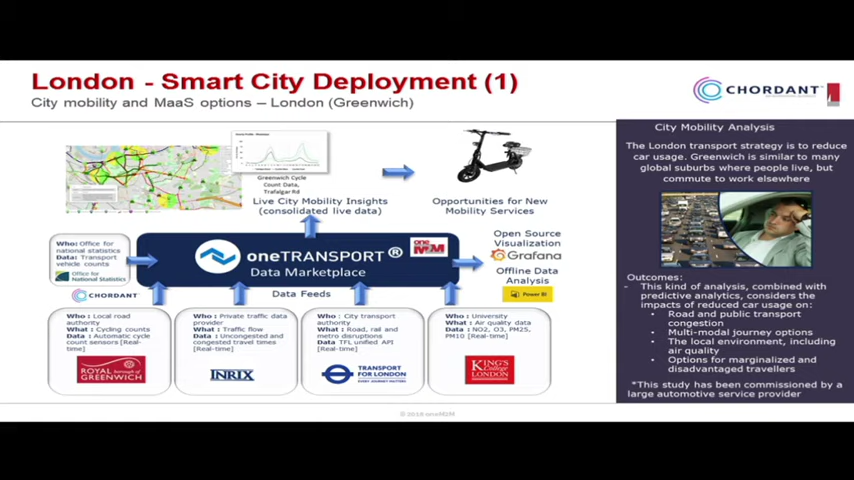 London - Smart City Deployment (1)
City mobility and MaaS options – London (Greenwich)
CHORDANT
Greenwich Cycle
Count Data,
Trafalgar Rd
Live City Mobility Insights
(consolidated live data)
Opportunities for New
Mobility Services
Who: Office for
national statistics
Data: Transport
vehicle counts
Office for
National Statistics
CHORDANT
oneTRANSPORT®
Data Marketplace
one
M2M
Open Source
Visualization
Grafana
Offline Data
Analysis
Power BI
Data Feeds
Who: Local road
authority
What: Cycling counts
Data: Automatic cycle
count sensors [Real-
time]
ROYAL borough of
GREENWICH
Who: Private traffic data
provider
What: Traffic flow
Data: Uncongested and
congested travel times
[Real-time]
INRIX
Who: City transport
authority
What: Road, rail and
metro disruptions
Data TFL unified API
[Real-time]
TRANSPORT
FOR LONDON
EVERY JOURNEY MATTERS
Who: University
What: Air quality data
Data: NO2, O3, PM25,
PM10 [Real-time]
KING'S
College
LONDON
City Mobility Analysis
The London transport strategy is to reduce
car usage. Greenwich is similar to many
global suburbs where people live, but
commute to work elsewhere
Outcomes:
- This kind of analysis, combined with
predictive analytics, considers the
impacts of reduced car usage on:
• Road and public transport
congestion
• Multi-modal journey options
• The local environment, including
air quality
• Options for marginalized and
disadvantaged travellers
*This study has been commissioned by a
large automotive service provider
© 2018 oneM2M